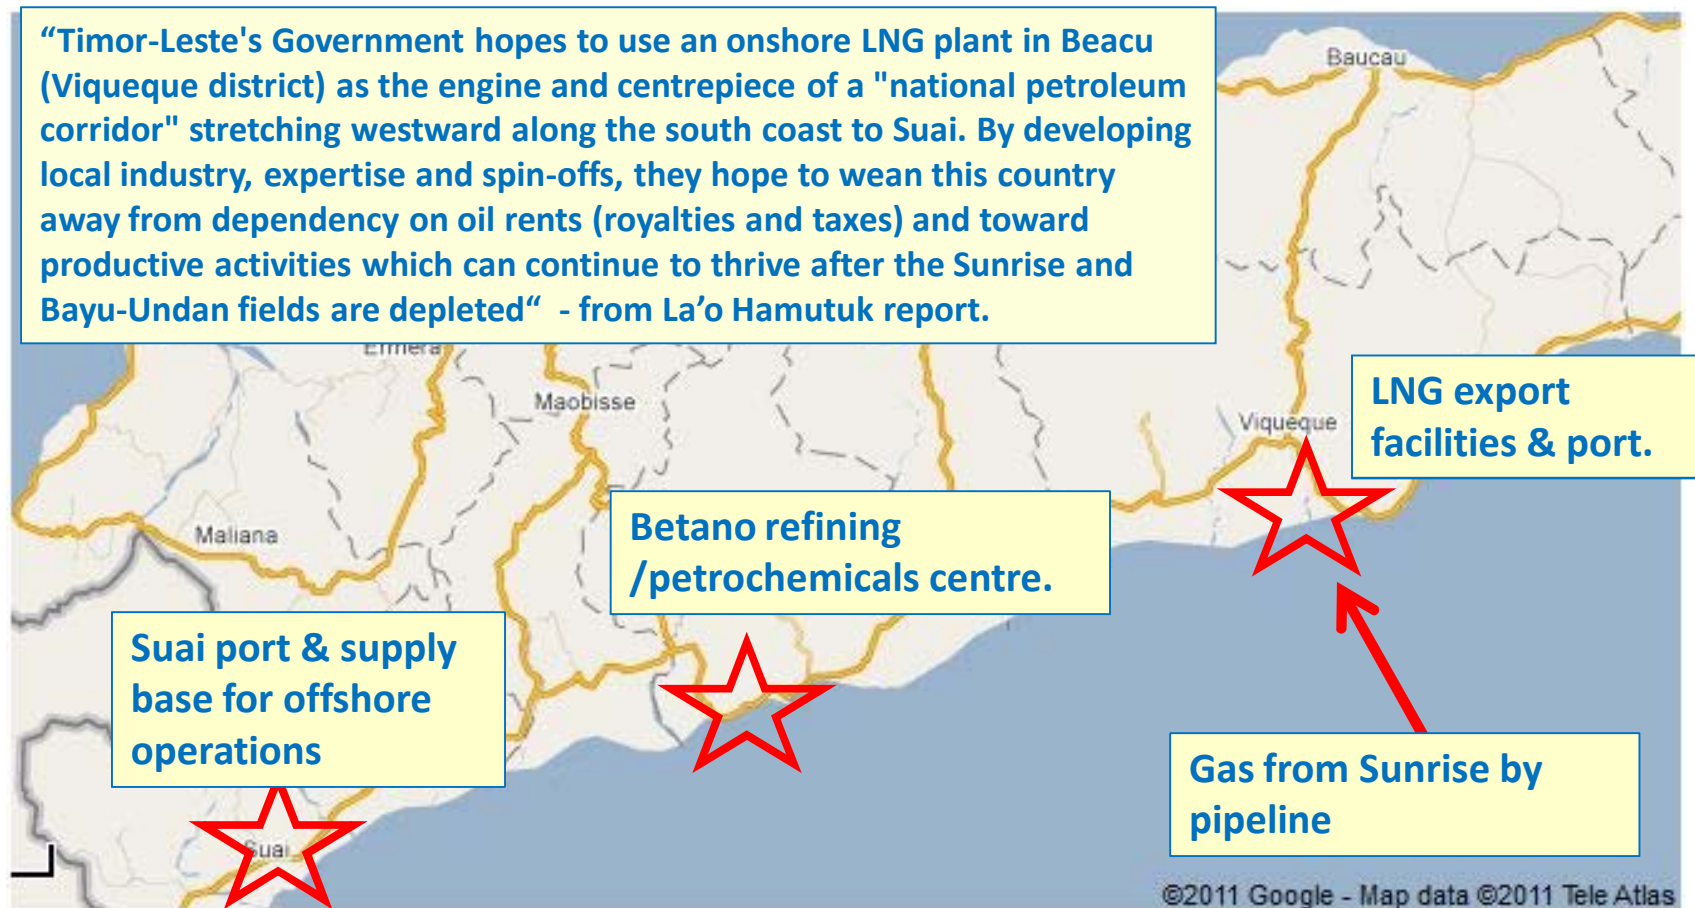 “Timor-Leste's Government hopes to use an onshore LNG plant in Beacu
(Viqueque district) as the engine and centrepiece of a "national petroleum
corridor" stretching westward along the south coast to Suai. By developing
local industry, expertise and spin-offs, they hope to wean this country
away from dependency on oil rents (royalties and taxes) and toward
productive activities which can continue to thrive after the Sunrise and
Bayu-Undan fields are depleted“ - from La’o Hamutuk report.
Baucau
Ermera
Maobisse
Viqueque
LNG export
facilities & port.
Maliana
Betano refining
/petrochemicals centre.
Suai port & supply
base for offshore
operations
Gas from Sunrise by
pipeline
Suai
©2011 Google - Map data ©2011 Tele Atlas